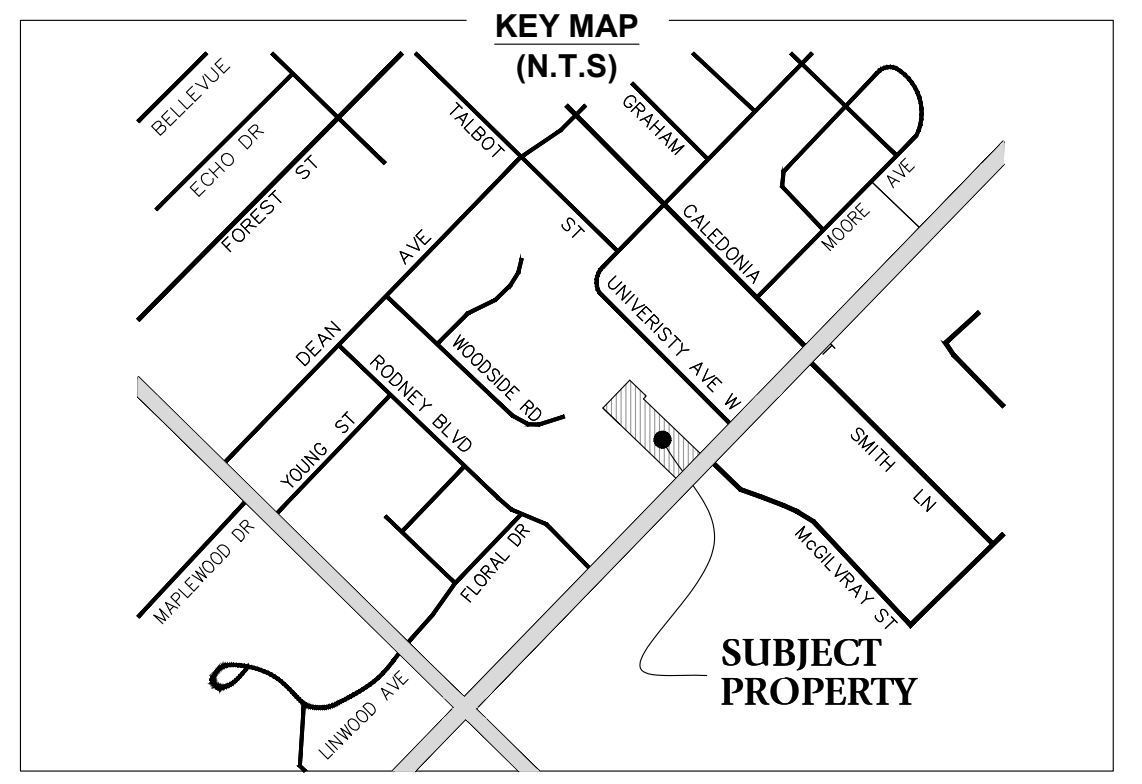 KEY MAP
(N.T.S)
BELLEVUE
ECHO DR
FOREST ST
TALBOT ST
GRAHAM
CALEDONIA
MOORE AVE
DEAN AVE
UNIVERISTY AVE W
WOODSIDE RD
RODNEY BLVD
YOUNG ST
SMITH LN
MAPLEWOOD DR
FLORAL DR
McGILVRAY ST
LINWOOD AVE
SUBJECT
PROPERTY